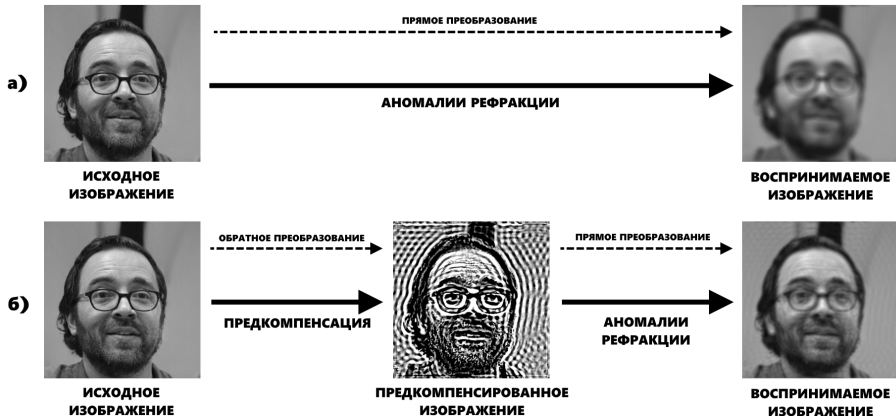 ПРЯМОЕ ПРЕОБРАЗОВАНИЕ
а)
АНОМАЛИИ РЕФРАКЦИИ
ИСХОДНОЕ
ИЗОБРАЖЕНИЕ
ВОСПРИНИМАЕМОЕ
ИЗОБРАЖЕНИЕ
ОБРАТНОЕ ПРЕОБРАЗОВАНИЕ
ПРЯМОЕ ПРЕОБРАЗОВАНИЕ
б)
ПРЕДКОМПЕНСАЦИЯ
АНОМАЛИИ
РЕФРАКЦИИ
ИСХОДНОЕ
ИЗОБРАЖЕНИЕ
ПРЕДКОМПЕНСИРОВАННОЕ
ИЗОБРАЖЕНИЕ
ВОСПРИНИМАЕМОЕ
ИЗОБРАЖЕНИЕ